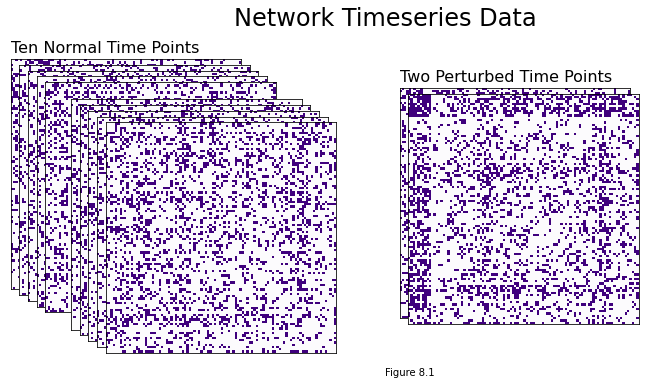 Network Timeseries Data
Ten Normal Time Points
Two Perturbed Time Points
Figure 8.1